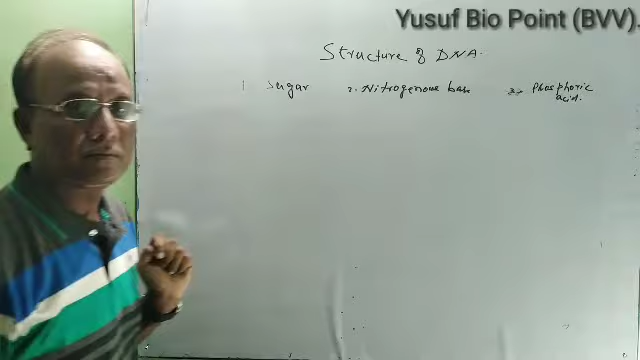 Yusuf Bio Point (BVV).
Structure of DNA.
1 Sugar 2. Nitrogenous base 3. Phosphoric
acid.